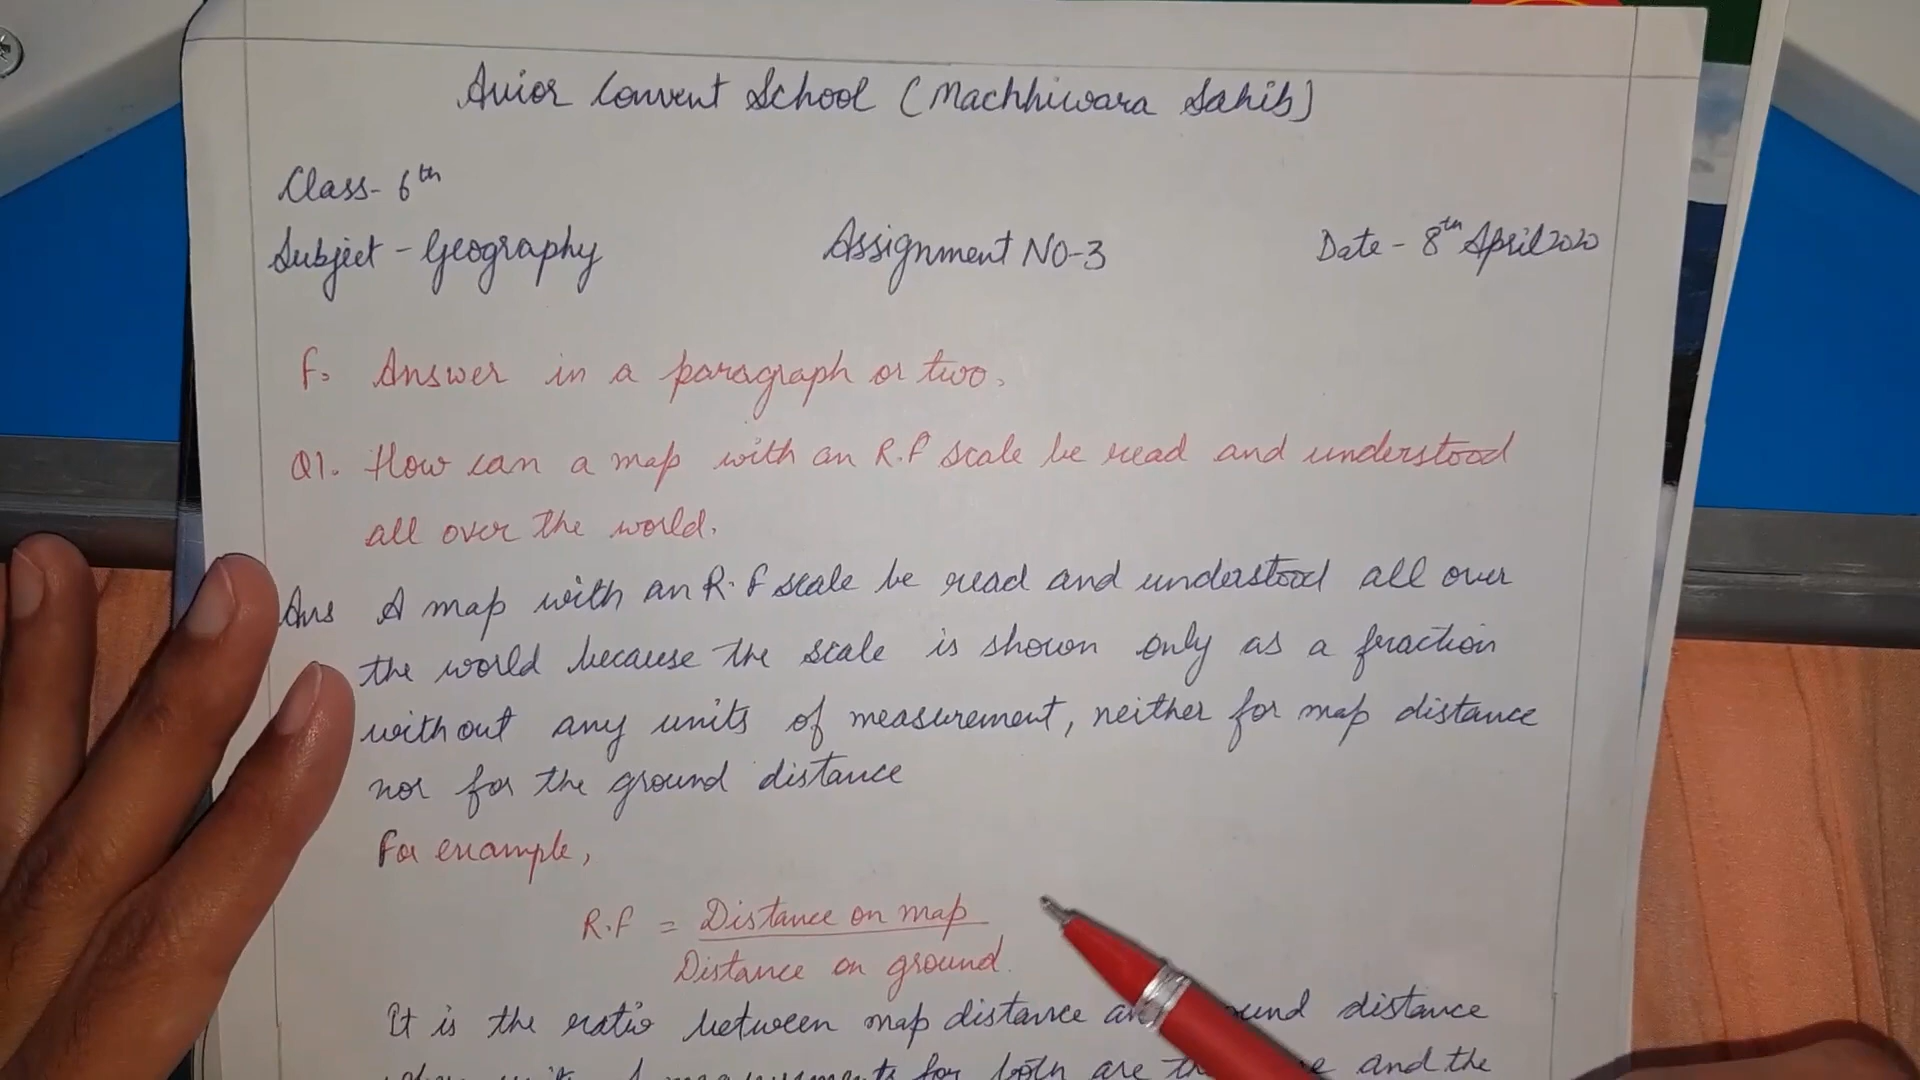 Avior Convent School (Machhiwara Sahib)
Class- 6th
Subject - Geography Assignment NO-3 Date - 8th April 2020
F. Answer in a paragraph or two.
Q1. How can a map with an R.F scale be read and understood
all over the world.
Ans A map with an R.F scale be read and understood all over
the world because the scale is shown only as a fraction
without any units of measurement, neither for map distance
nor for the ground distance
For example,
R.F = Distance on map
Distance on ground.
It is the ratio between map distance distance
for both are and the